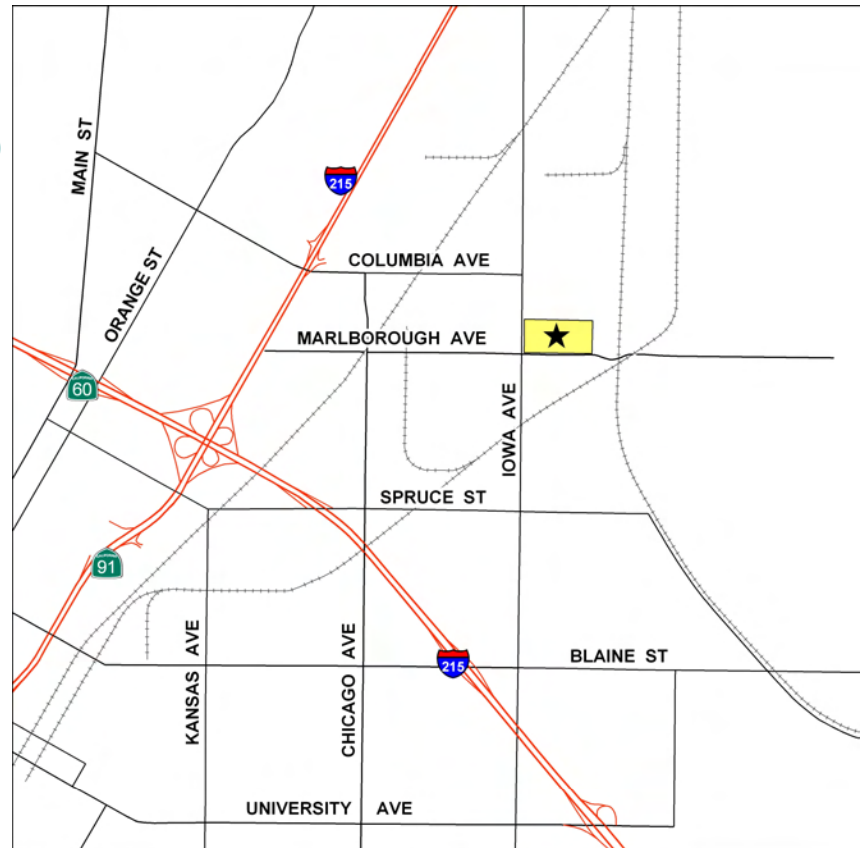 MAIN ST
215
COLUMBIA AVE
ORANGE ST
MARLBOROUGH AVE
60
IOWA AVE
SPRUCE ST
91
KANSAS AVE
CHICAGO AVE
215
BLAINE ST
UNIVERSITY AVE